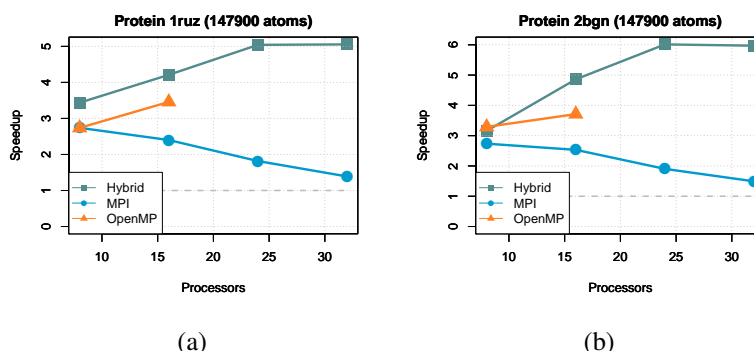 Protein 1ruz (147900 atoms)
Speedup
5
4
3
2
1
0
Hybrid
MPI
OpenMP
10 15 20 25 30
Processors
(a)
Protein 2bgn (147900 atoms)
Speedup
6
5
4
3
2
1
0
Hybrid
MPI
OpenMP
10 15 20 25 30
Processors
(b)